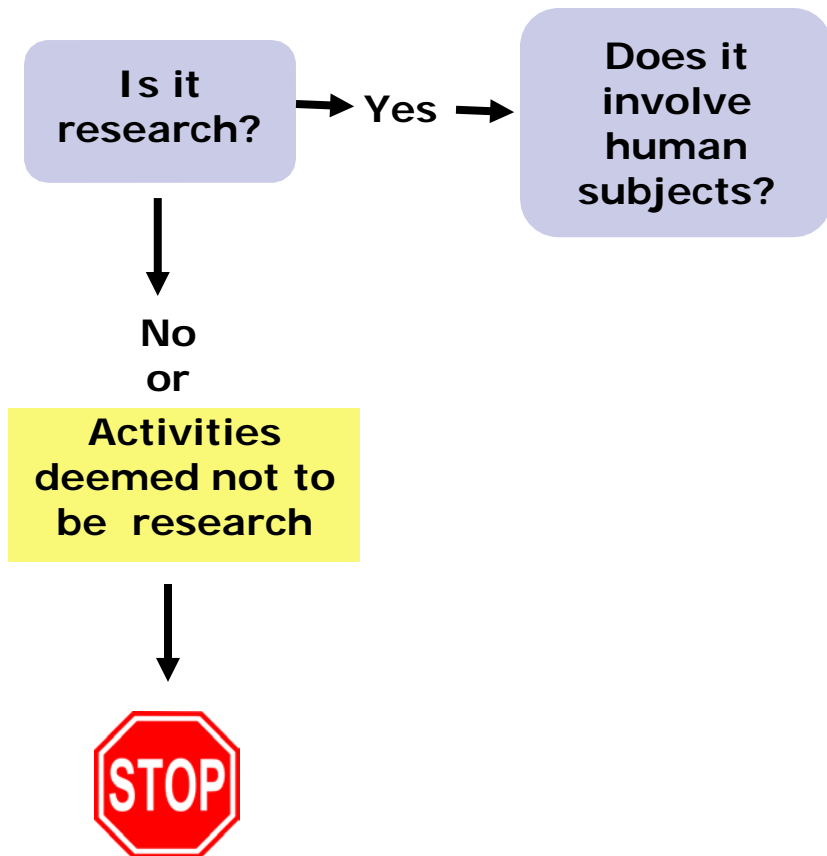 Is it
research?
Yes
Does it
involve
human
subjects?
No
or
Activities
deemed not to
be research
STOP